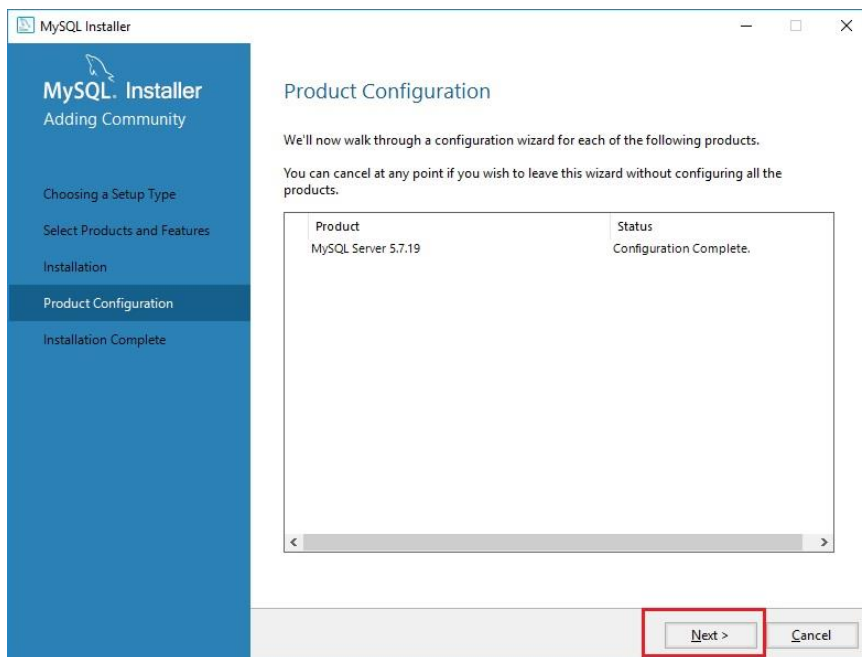 MySQL Installer
MySQL® Installer
Adding Community
Choosing a Setup Type
Select Products and Features
Installation
Product Configuration
Installation Complete
Product Configuration
We'll now walk through a configuration wizard for each of the following products.
You can cancel at any point if you wish to leave this wizard without configuring all the
products.
Product Status
MySQL Server 5.7.19 Configuration Complete.
Next > Cancel